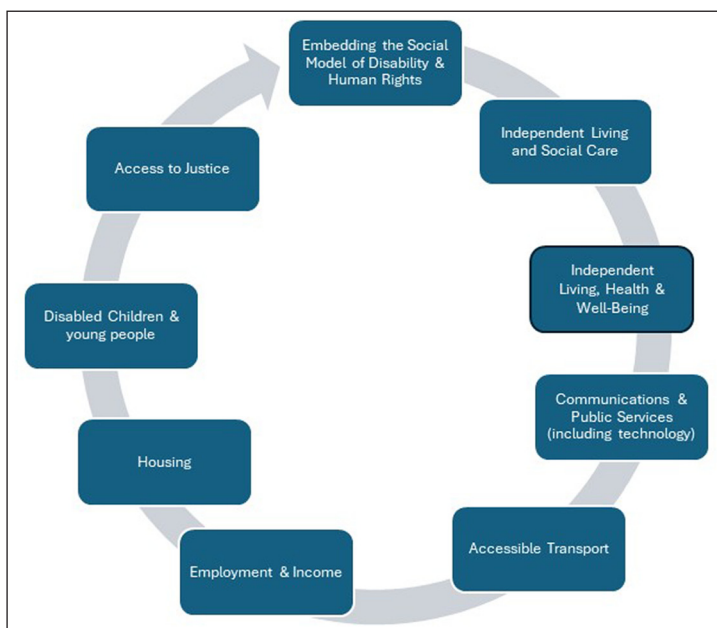 Embedding the Social
Model of Disability &
Human Rights
Independent Living
and Social Care
Independent
Living, Health &
Well-Being
Communications &
Public Services
(including technology)
Accessible Transport
Employment & Income
Housing
Disabled Children &
young people
Access to Justice